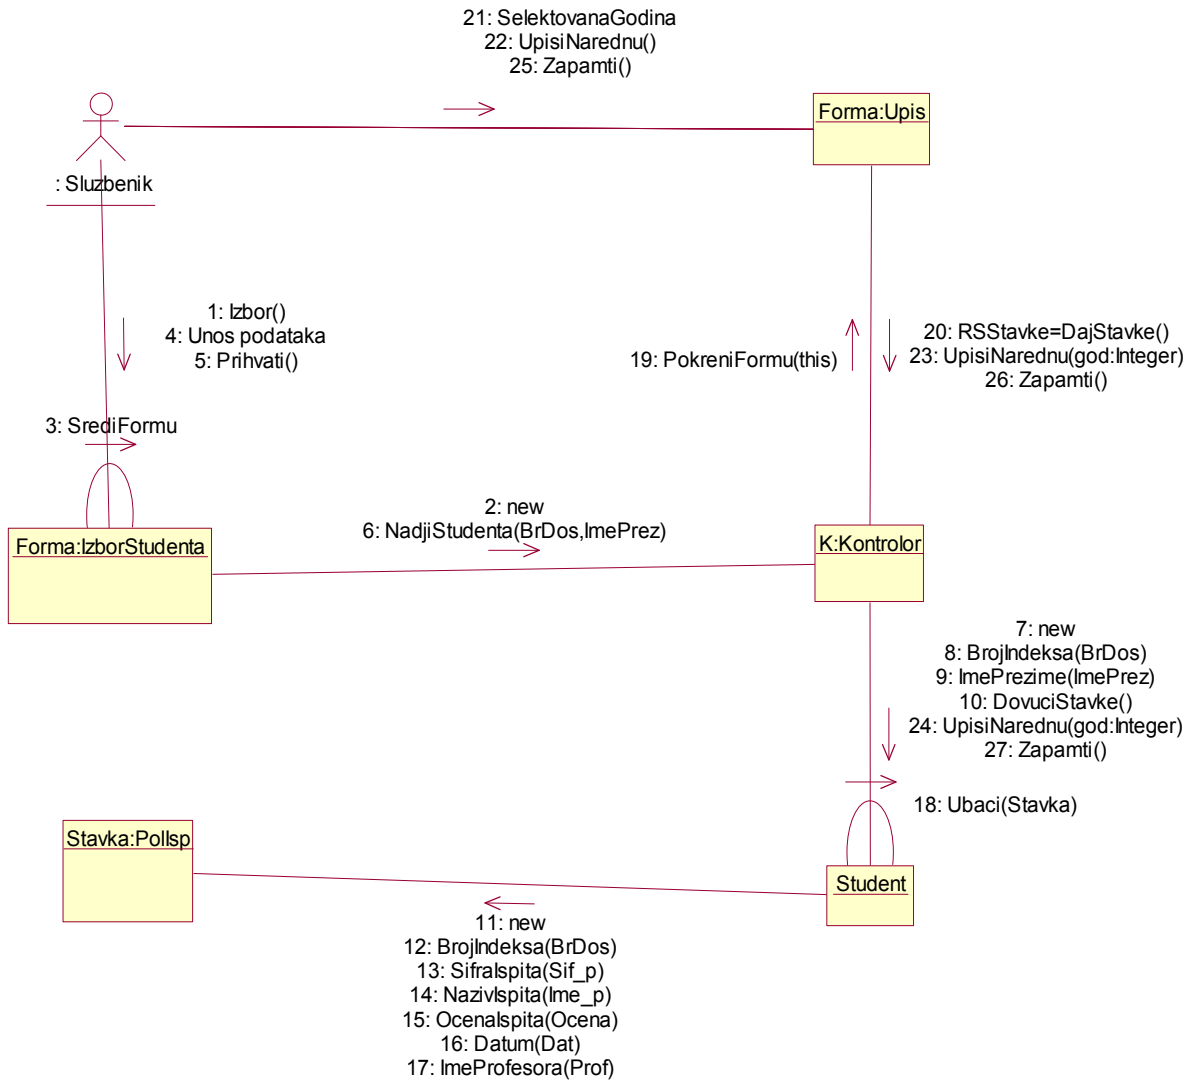 21: SelektovanaGodina
22: UpisiNarednu()
25: Zapamti()
Forma:Upis
: Sluzbenik
1: Izbor()
4: Unos podataka
5: Prihvati()
19: PokreniFormu(this)
20: RSStavke=DajStavke()
23: UpisiNarednu(god:Integer)
26: Zapamti()
3: SrediFormu
2: new
6: NadjiStudenta(BrDos,ImePrez)
Forma:IzborStudenta
K:Kontrolor
7: new
8: BrojIndeksa(BrDos)
9: ImePrezime(ImePrez)
10: DovuciStavke()
24: UpisiNarednu(god:Integer)
27: Zapamti()
18: Ubaci(Stavka)
Stavka:PolIsp
Student
11: new
12: BrojIndeksa(BrDos)
13: SifraIspita(Sif_p)
14: NazivIspita(Ime_p)
15: OcenaIspita(Ocena)
16: Datum(Dat)
17: ImeProfesora(Prof)